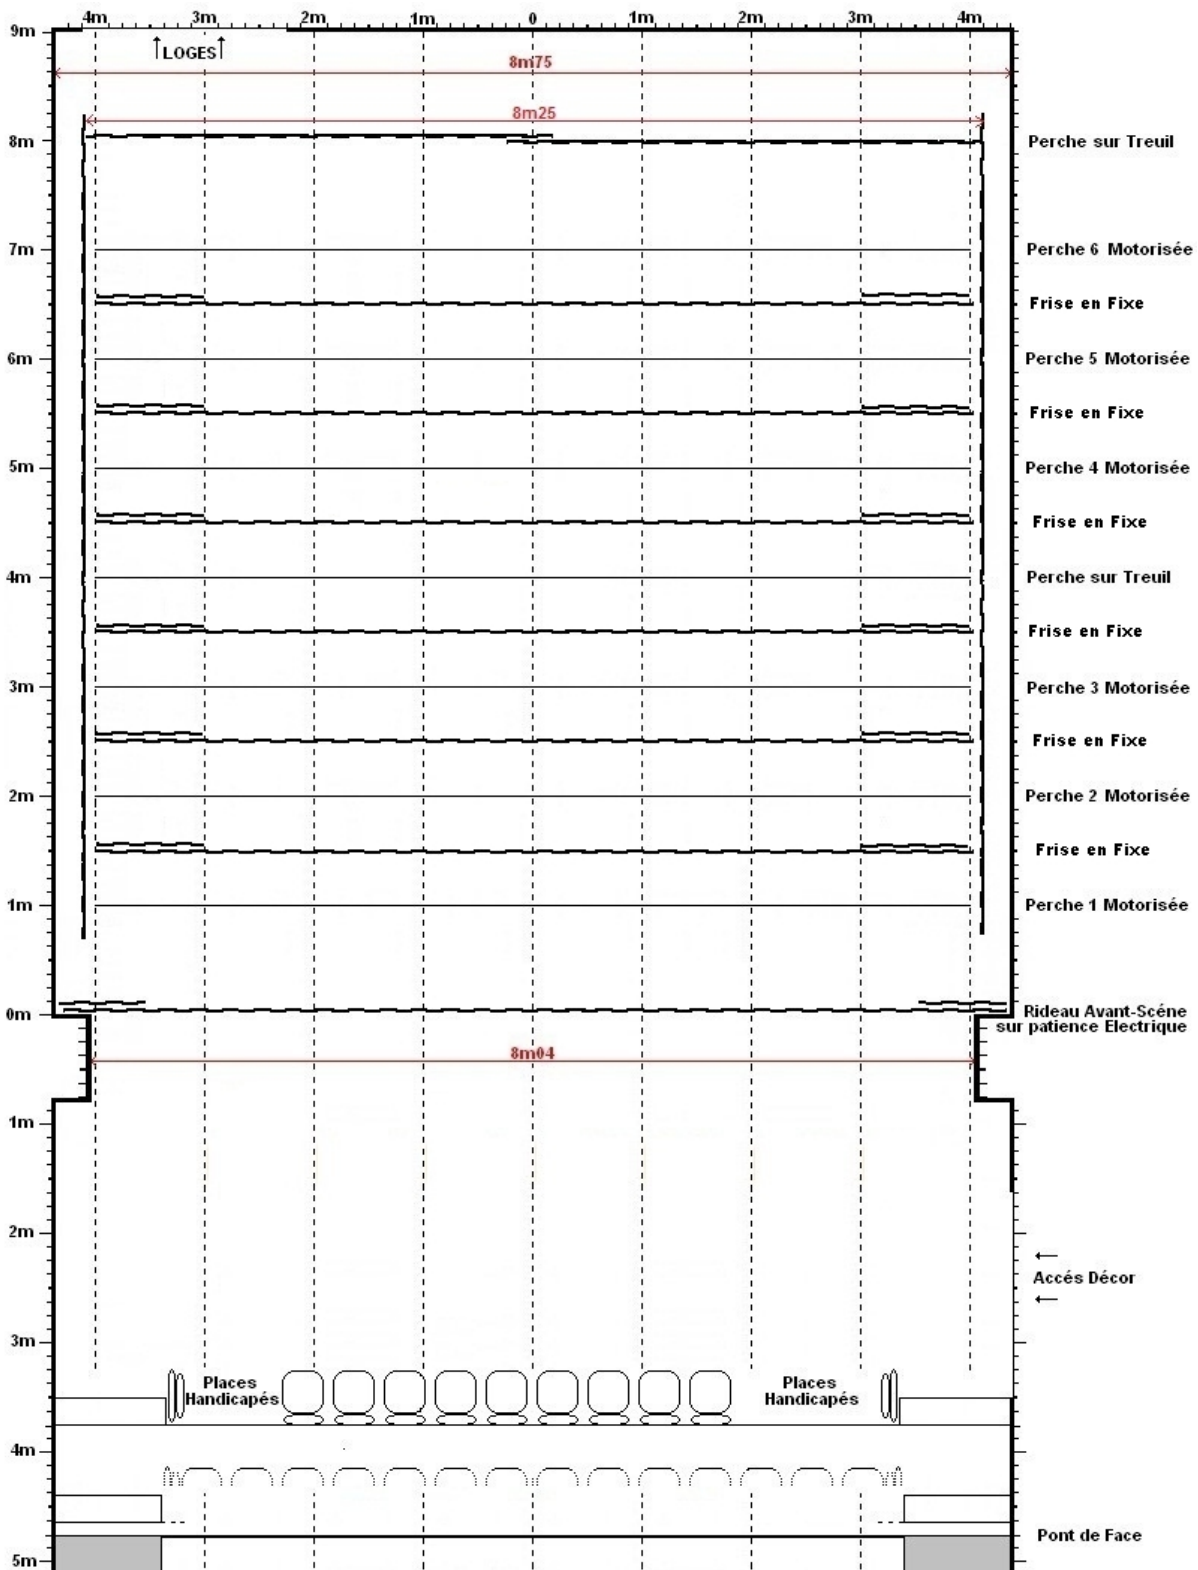 4m 3m 2m 1m 0 1m 2m 3m 4m
9m
LOGES
8m75
8m25
8m Perche sur Treuil
7m Perche 6 Motorisée
Frise en Fixe
6m Perche 5 Motorisée
Frise en Fixe
5m Perche 4 Motorisée
Frise en Fixe
4m Perche sur Treuil
Frise en Fixe
3m Perche 3 Motorisée
Frise en Fixe
2m Perche 2 Motorisée
Frise en Fixe
1m Perche 1 Motorisée
0m Rideau Avant-Scéne
sur patience Electrique
8m04
1m
2m
Accés Décor
3m
Places Places
Handicapés Handicapés
4m
Pont de Face
5m